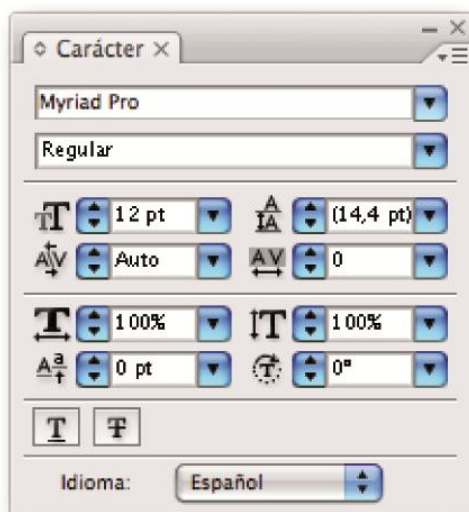 Carácter
Myriad Pro
Regular
12 pt (14,4 pt)
Auto 0
100% 100%
0 pt 0°
Idioma: Español